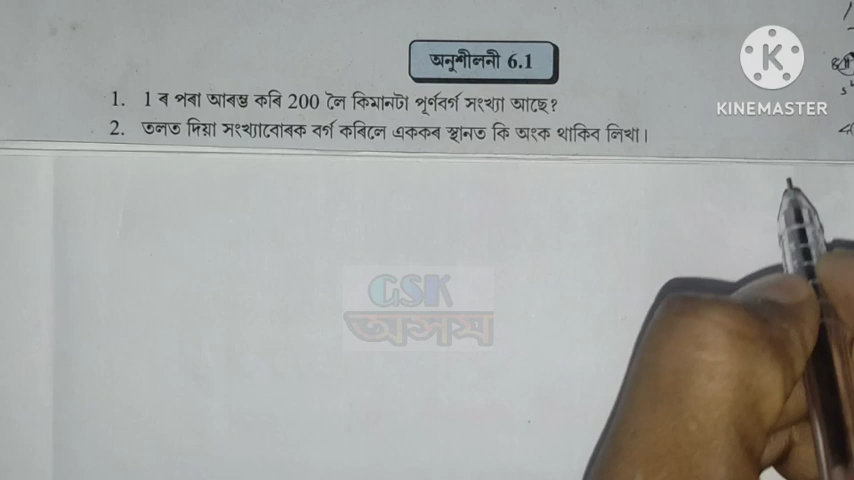 অনুশীলনী 6.1
1. 1 ৰ পৰা আৰম্ভ কৰি 200 লৈ কিমানটা পূৰ্ণবৰ্গ সংখ্যা আছে?
2. তলত দিয়া সংখ্যাবোৰক বৰ্গ কৰিলে এককৰ স্থানত কি অংক থাকিব লিখা।
KINEMASTER
GSK
অসম